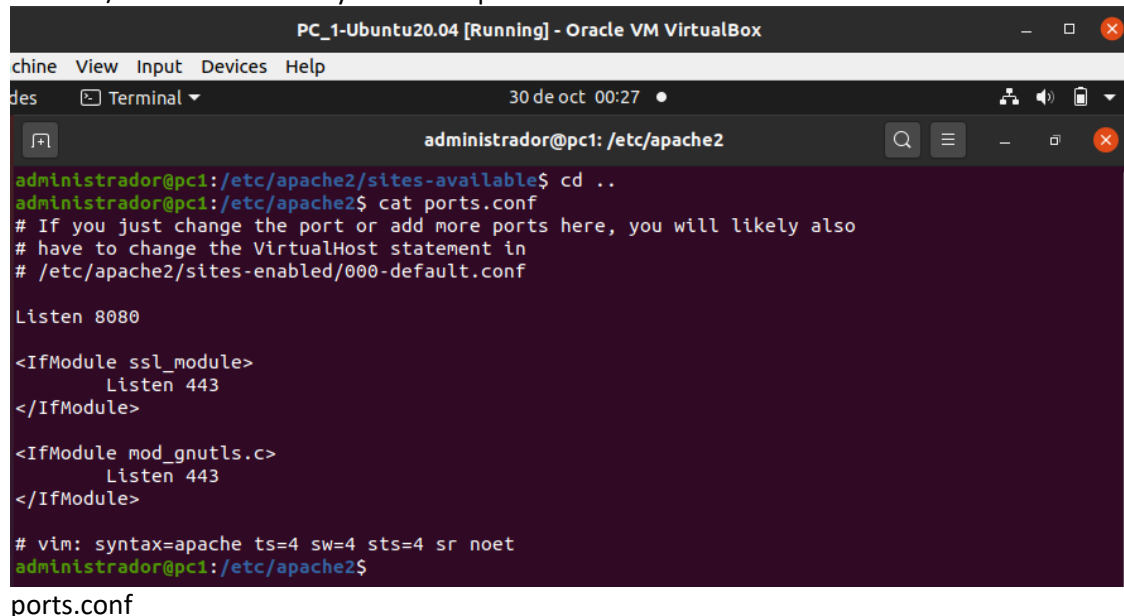 PC_1-Ubuntu20.04 [Running] - Oracle VM VirtualBox
chine View Input Devices Help
des Terminal 30 de oct 00:27
administrador@pc1: /etc/apache2
administrador@pc1:/etc/apache2/sites-available$ cd ..
administrador@pc1:/etc/apache2$ cat ports.conf
# If you just change the port or add more ports here, you will likely also
# have to change the VirtualHost statement in
# /etc/apache2/sites-enabled/000-default.conf
Listen 8080
<IfModule ssl_module>
Listen 443
</IfModule>
<IfModule mod_gnutls.c>
Listen 443
</IfModule>
# vim: syntax=apache ts=4 sw=4 sts=4 sr noet
administrador@pc1:/etc/apache2$
ports.conf